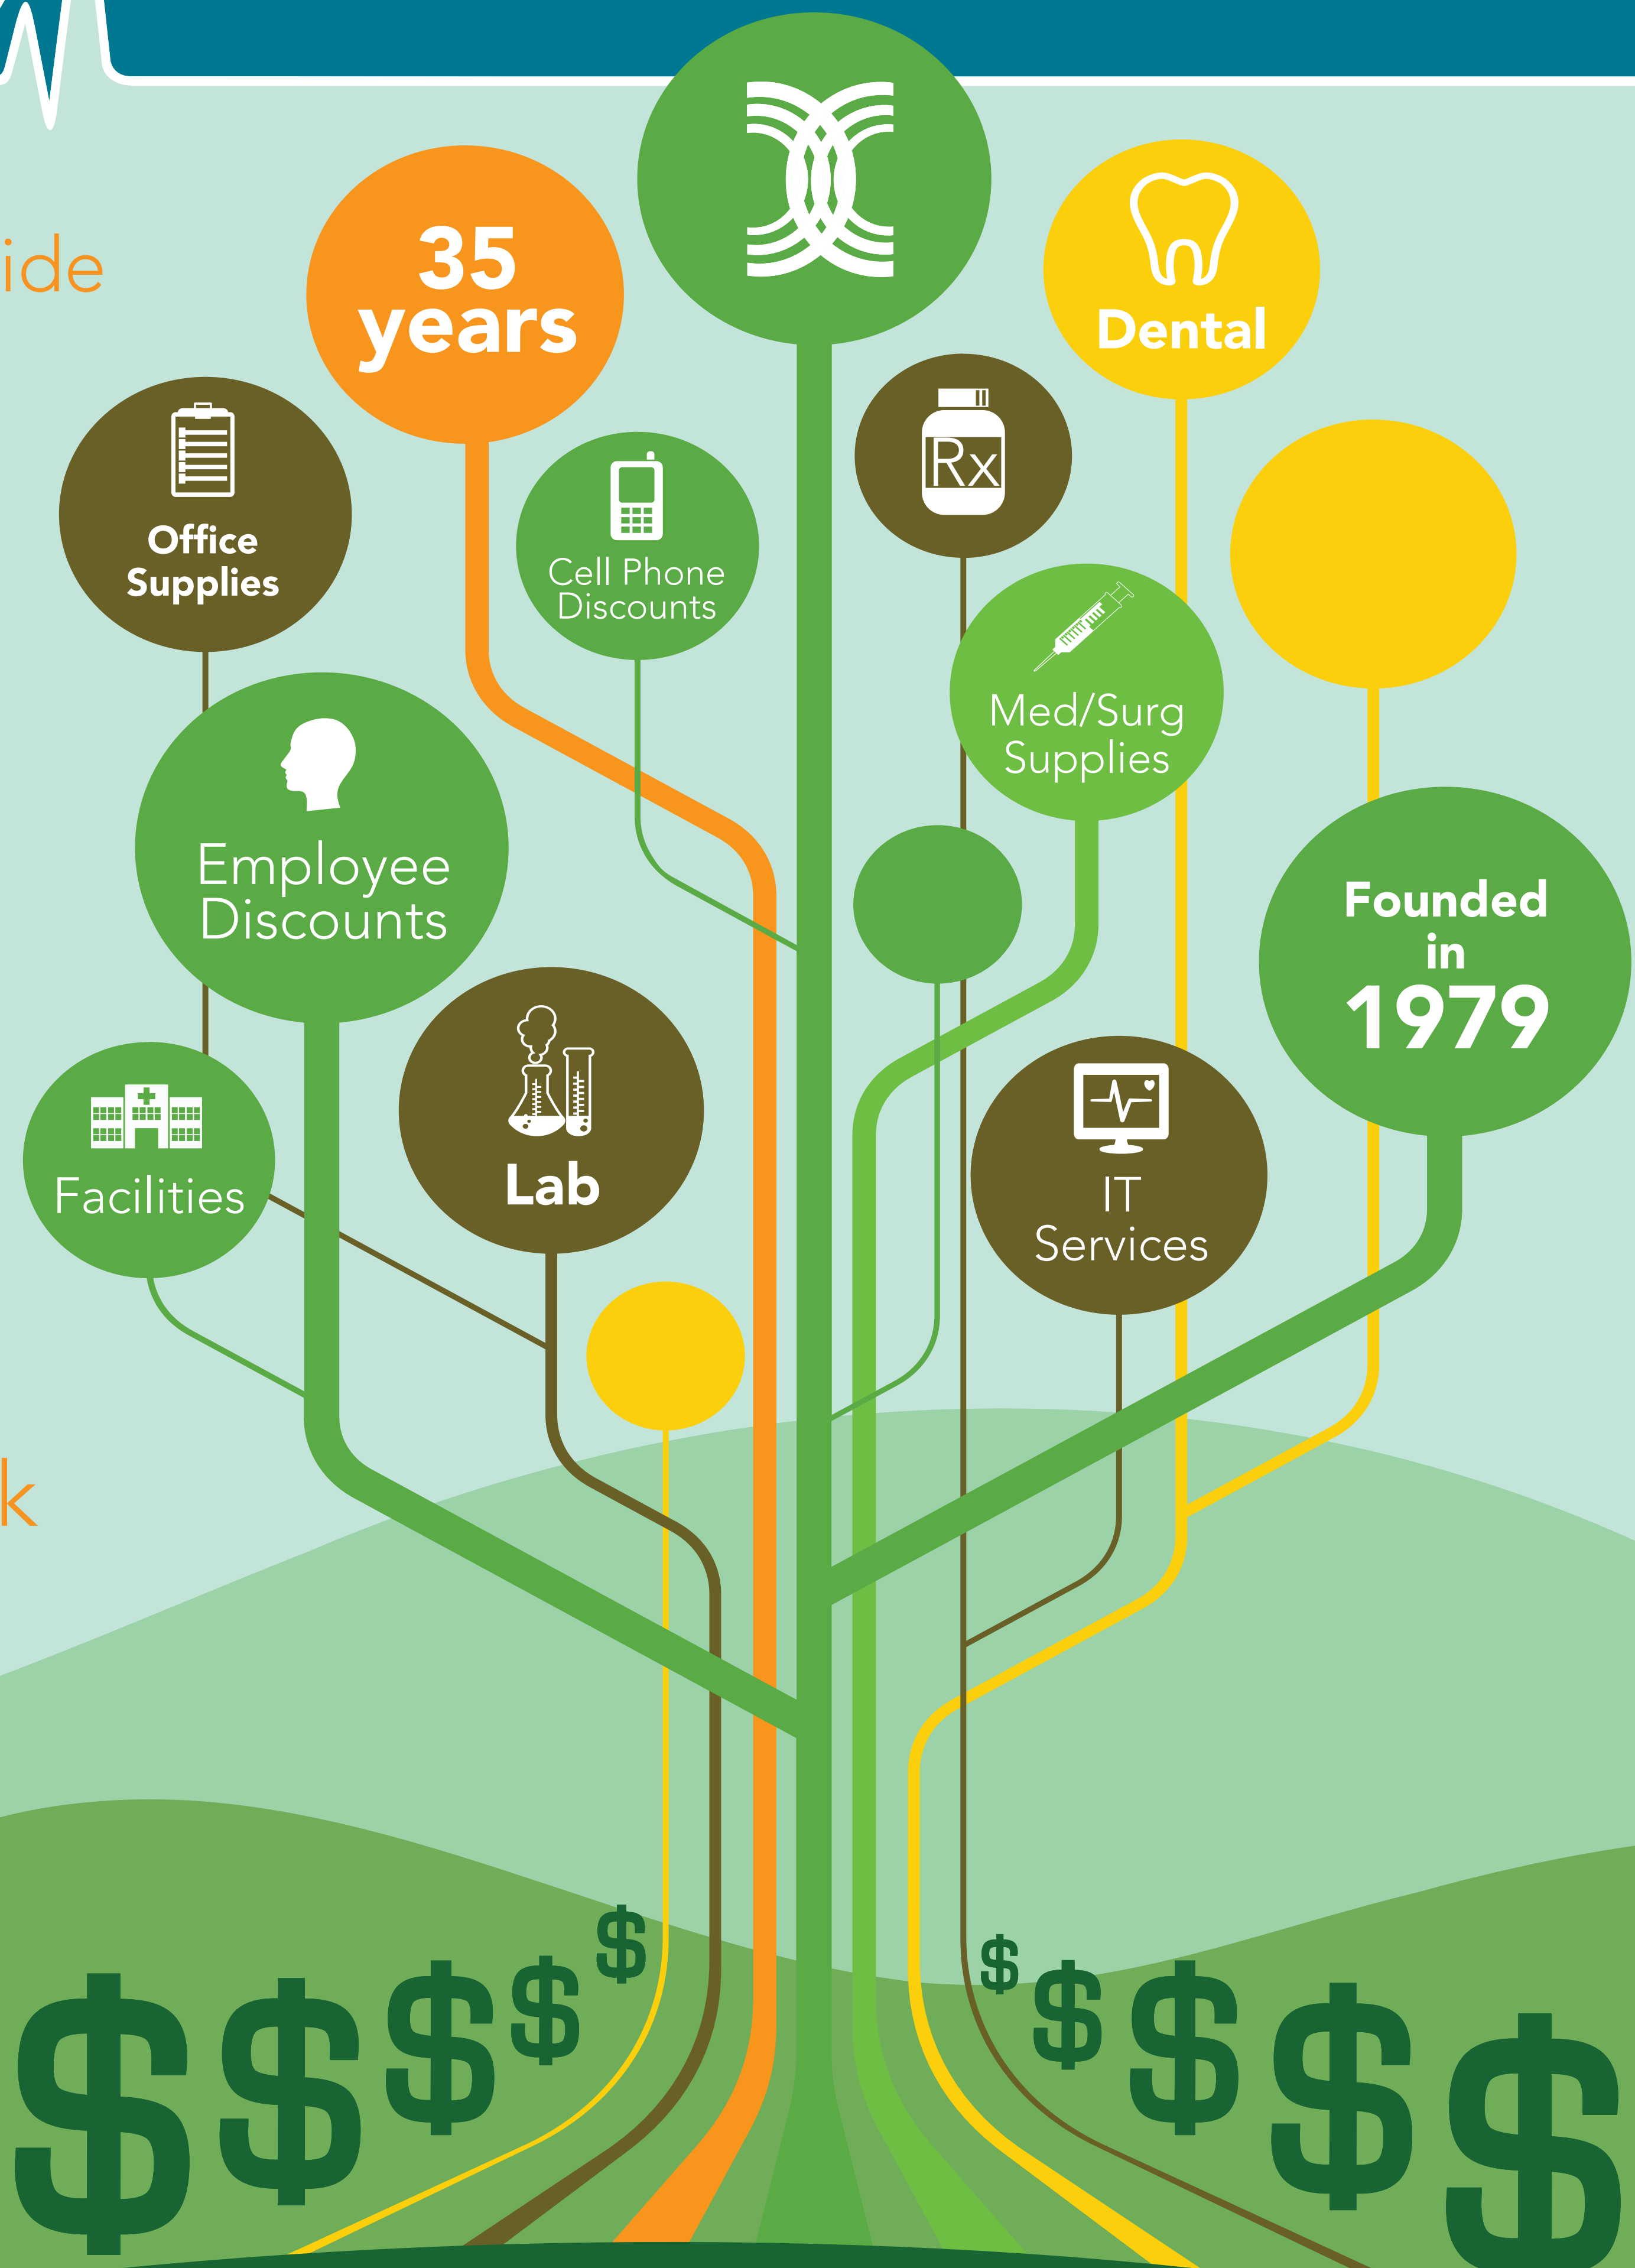 ide
35
years
Dental
Rx
Office
Supplies
Cell Phone
Discounts
Med/Surg
Supplies
Employee
Discounts
Founded
in
1979
Lab
Facilities
IT
Services
k
$ $ $ $ $ $ $ $ $ $